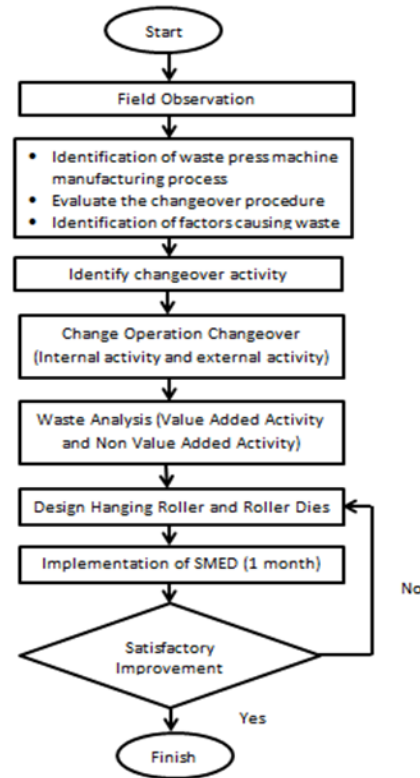 Start
Field Observation
• Identification of waste press machine
manufacturing process
• Evaluate the changeover procedure
• Identification of factors causing waste
Identify changeover activity
Change Operation Changeover
(Internal activity and external activity)
Waste Analysis (Value Added Activity
and Non Value Added Activity)
Design Hanging Roller and Roller Dies
Implementation of SMED (1 month)
No
Satisfactory
Improvement
Yes
Finish